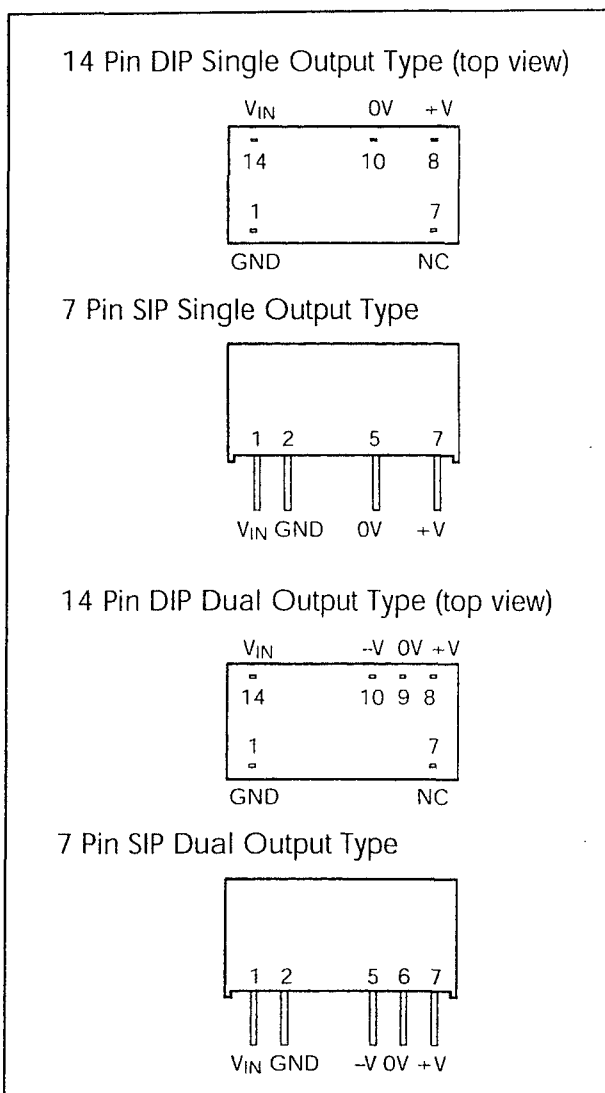 14 Pin DIP Single Output Type (top view)
VIN 0V +V
14 10 8
1 7
GND NC
7 Pin SIP Single Output Type
1 2 5 7
VIN GND 0V +V
14 Pin DIP Dual Output Type (top view)
VIN --V 0V +V
14 10 9 8
1 7
GND NC
7 Pin SIP Dual Output Type
1 2 5 6 7
VIN GND –V 0V +V